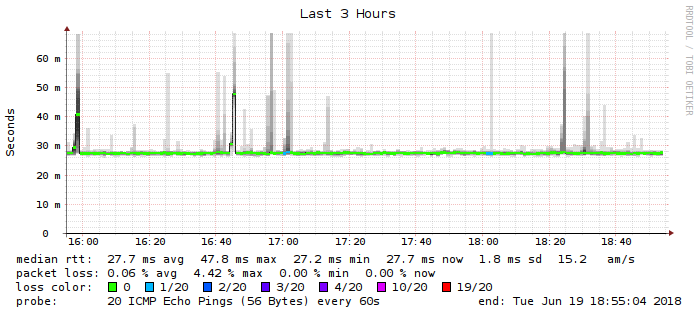 Last 3 Hours
RRDTOOL / TOBI OETIKER
Seconds
60 m
50 m
40 m
30 m
20 m
10 m
0
16:00 16:20 16:40 17:00 17:20 17:40 18:00 18:20 18:40
median rtt: 27.7 ms avg 47.8 ms max 27.2 ms min 27.7 ms now 1.8 ms sd 15.2 am/s
packet loss: 0.06 % avg 4.42 % max 0.00 % min 0.00 % now
loss color: 0 1/20 2/20 3/20 4/20 10/20 19/20
probe: 20 ICMP Echo Pings (56 Bytes) every 60s end: Tue Jun 19 18:55:04 2018